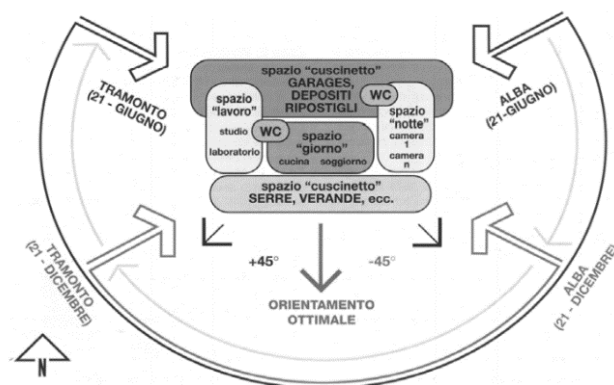 spazio "cuscinetto"
GARAGES,
DEPOSITI
RIPOSTIGLI
WC
spazio
"lavoro"
studio
laboratorio
WC
spazio
"giorno"
cucina soggiorno
spazio
"notte"
camera
1
camera
n
spazio "cuscinetto"
SERRE, VERANDE, ecc.
TRAMONTO
(21 - GIUGNO)
ALBA
(21-GIUGNO)
+45°
-45°
ORIENTAMENTO
OTTIMALE
TRAMONTO
(21 - DICEMBRE)
ALBA
(21 - DICEMBRE)
N